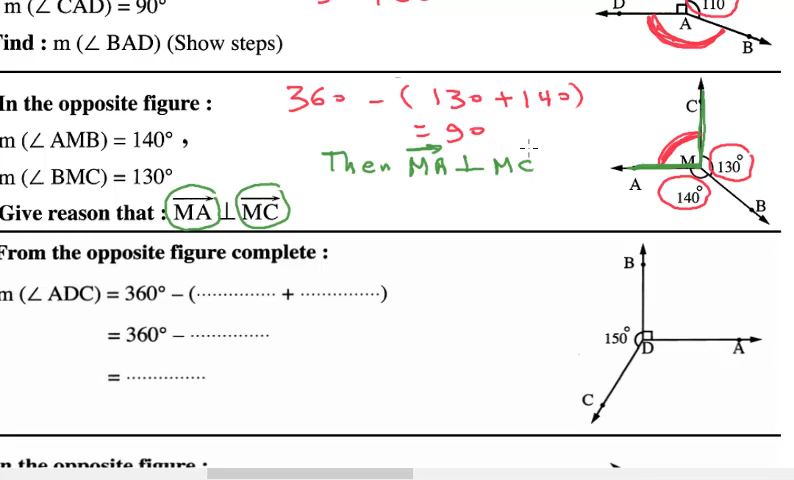 m (∠ CAD) = 90°
Find : m (∠ BAD) (Show steps)
D
110
A
B
In the opposite figure :
m (∠ AMB) = 140° ,
m (∠ BMC) = 130°
Give reason that : MA ⊥ MC
360 - (130+140)
= 90
Then MA ⊥ MC
C
M
130°
A
140°
B
From the opposite figure complete :
m (∠ ADC) = 360° – (··············· + ···············)
= 360° – ···············
= ···············
B
150°
D
A
C
In the opposite figure :